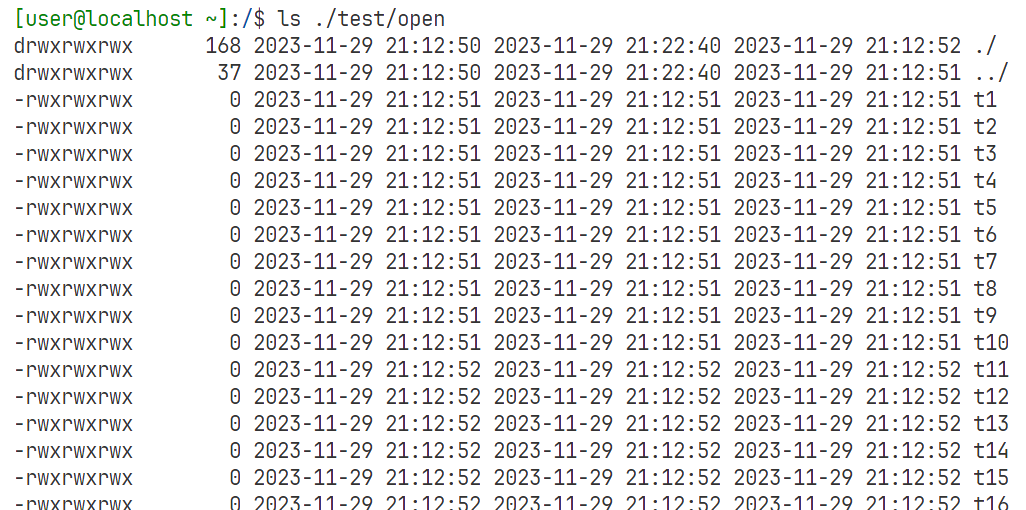 [user@localhost ~]:/$ ls ./test/open
drwxrwxrwx      168 2023-11-29 21:12:50 2023-11-29 21:22:40 2023-11-29 21:12:52 ./
drwxrwxrwx       37 2023-11-29 21:12:50 2023-11-29 21:22:40 2023-11-29 21:12:51 ../
-rwxrwxrwx        0 2023-11-29 21:12:51 2023-11-29 21:12:51 2023-11-29 21:12:51 t1
-rwxrwxrwx        0 2023-11-29 21:12:51 2023-11-29 21:12:51 2023-11-29 21:12:51 t2
-rwxrwxrwx        0 2023-11-29 21:12:51 2023-11-29 21:12:51 2023-11-29 21:12:51 t3
-rwxrwxrwx        0 2023-11-29 21:12:51 2023-11-29 21:12:51 2023-11-29 21:12:51 t4
-rwxrwxrwx        0 2023-11-29 21:12:51 2023-11-29 21:12:51 2023-11-29 21:12:51 t5
-rwxrwxrwx        0 2023-11-29 21:12:51 2023-11-29 21:12:51 2023-11-29 21:12:51 t6
-rwxrwxrwx        0 2023-11-29 21:12:51 2023-11-29 21:12:51 2023-11-29 21:12:51 t7
-rwxrwxrwx        0 2023-11-29 21:12:51 2023-11-29 21:12:51 2023-11-29 21:12:51 t8
-rwxrwxrwx        0 2023-11-29 21:12:51 2023-11-29 21:12:51 2023-11-29 21:12:51 t9
-rwxrwxrwx        0 2023-11-29 21:12:51 2023-11-29 21:12:51 2023-11-29 21:12:51 t10
-rwxrwxrwx        0 2023-11-29 21:12:52 2023-11-29 21:12:52 2023-11-29 21:12:52 t11
-rwxrwxrwx        0 2023-11-29 21:12:52 2023-11-29 21:12:52 2023-11-29 21:12:52 t12
-rwxrwxrwx        0 2023-11-29 21:12:52 2023-11-29 21:12:52 2023-11-29 21:12:52 t13
-rwxrwxrwx        0 2023-11-29 21:12:52 2023-11-29 21:12:52 2023-11-29 21:12:52 t14
-rwxrwxrwx        0 2023-11-29 21:12:52 2023-11-29 21:12:52 2023-11-29 21:12:52 t15
-rwxrwxrwx        0 2023-11-29 21:12:52 2023-11-29 21:12:52 2023-11-29 21:12:52 t16